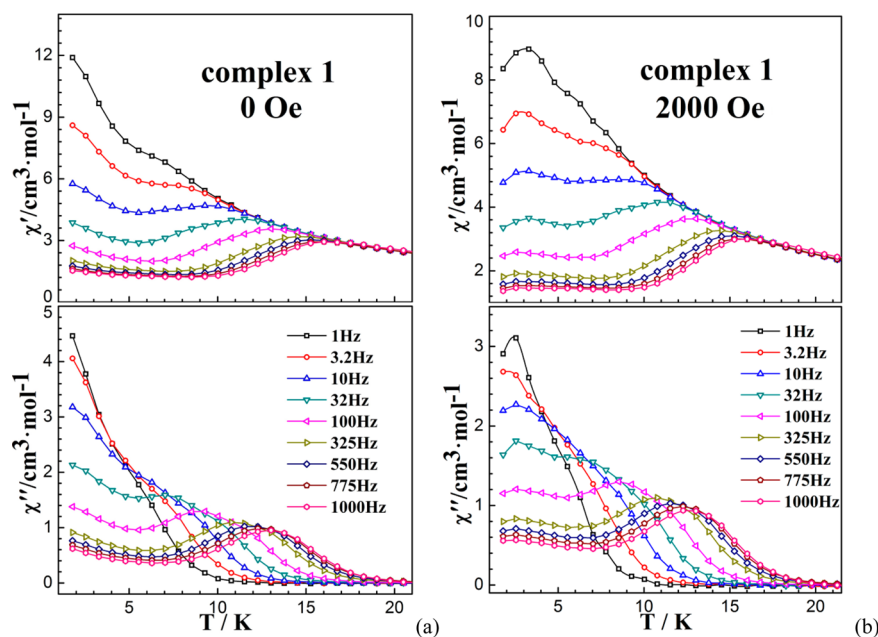 complex 1
0 Oe
χ′/cm³·mol⁻¹
12
9
6
3
0
complex 1
2000 Oe
χ′/cm³·mol⁻¹
10
8
6
4
2
χ″/cm³·mol⁻¹
5
4
3
2
1
0
1Hz
3.2Hz
10Hz
32Hz
100Hz
325Hz
550Hz
775Hz
1000Hz
5 10 15 20
T / K
(a)
χ″/cm³·mol⁻¹
3
2
1
0
1Hz
3.2Hz
10Hz
32Hz
100Hz
325Hz
550Hz
775Hz
1000Hz
5 10 15 20
T / K
(b)